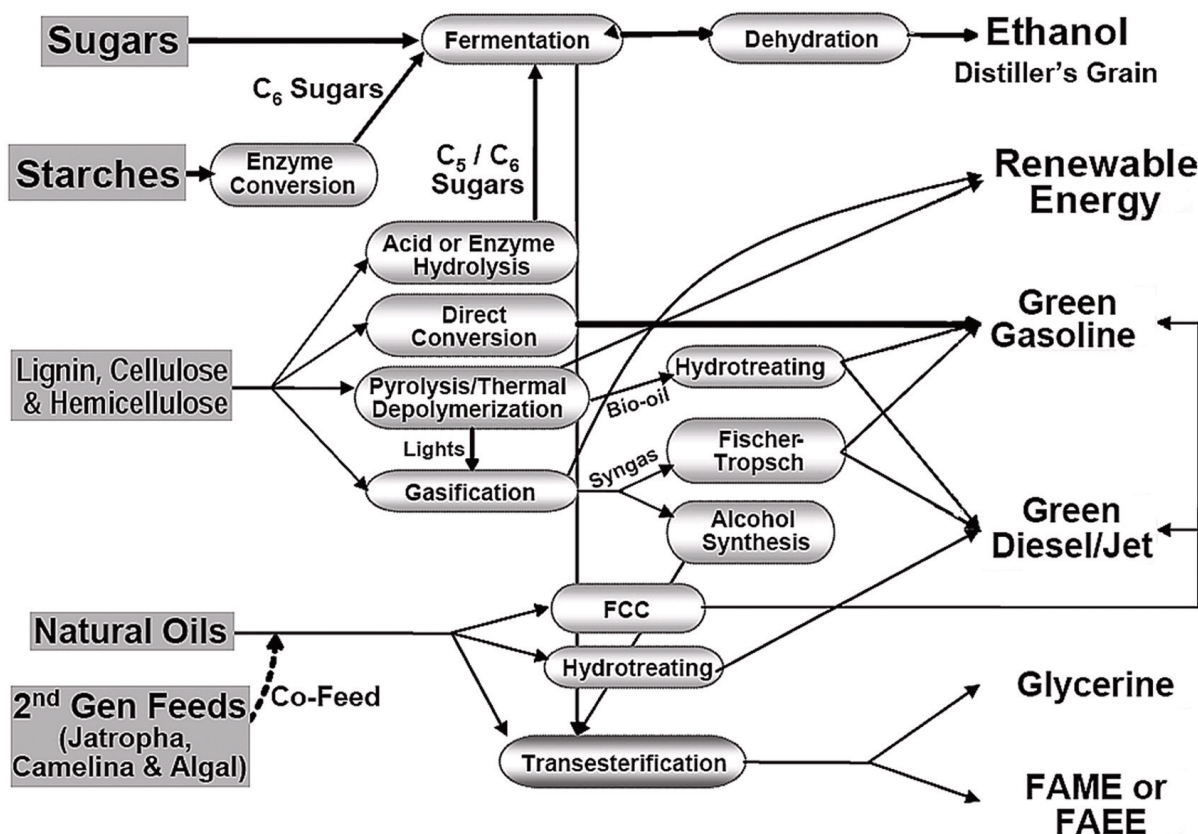 Sugars
Fermentation
Dehydration
Ethanol
Distiller's Grain
C₆ Sugars
Starches
Enzyme
Conversion
C₅ / C₆
Sugars
Renewable
Energy
Acid or Enzyme
Hydrolysis
Direct
Conversion
Green
Gasoline
Lignin, Cellulose
& Hemicellulose
Pyrolysis/Thermal
Depolymerization
Bio-oil
Hydrotreating
Lights
Gasification
Syngas
Fischer-
Tropsch
Alcohol
Synthesis
Green
Diesel/Jet
Natural Oils
FCC
Hydrotreating
2nd Gen Feeds
(Jatropha,
Camelina & Algal)
Co-Feed
Transesterification
Glycerine
FAME or
FAEE